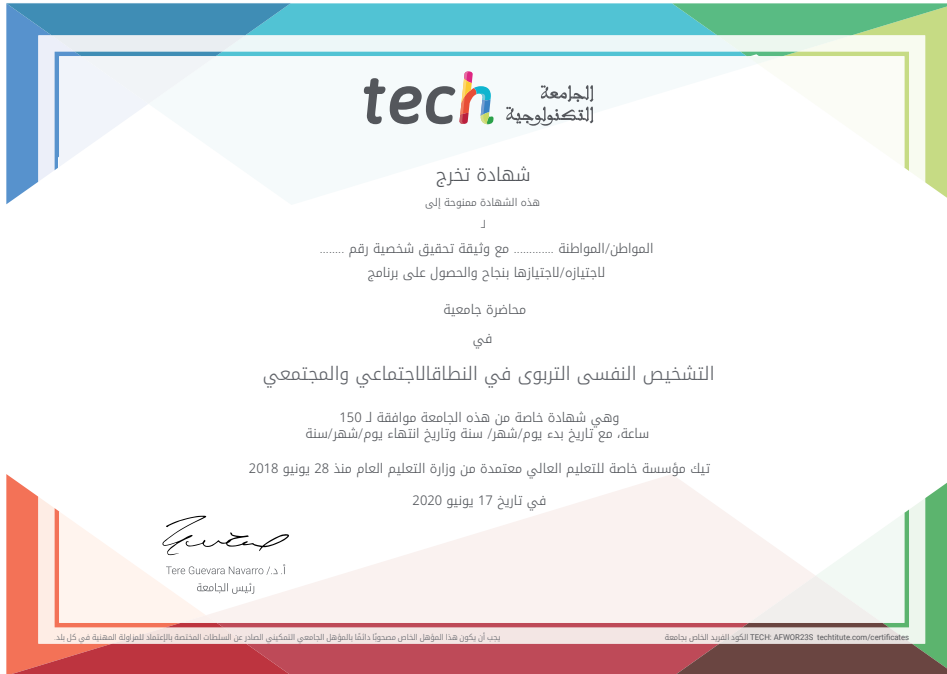 tech الجامعة
التكنولوجية
شهادة تخرج
هذه الشهادة ممنوحة إلى
لـ
المواطن/المواطنة ............ مع وثيقة تحقيق شخصية رقم ........
لاجتيازه/لاجتيازها بنجاح والحصول على برنامج
محاضرة جامعية
في
التشخيص النفسى التربوى في النطاقالاجتماعي والمجتمعي
وهي شهادة خاصة من هذه الجامعة موافقة لـ 150
ساعة، مع تاريخ بدء يوم/شهر/ سنة وتاريخ انتهاء يوم/شهر/سنة
تيك مؤسسة خاصة للتعليم العالي معتمدة من وزارة التعليم العام منذ 28 يونيو 2018
في تاريخ 17 يونيو 2020
أ. د./ Tere Guevara Navarro
رئيس الجامعة
يجب أن يكون هذا المؤهل الخاص مصحوبًا دائمًا بالمؤهل الجامعي التمكيني الصادر عن السلطات المختصة بالإعتماد للمزاولة المهنية في كل بلد.
الكود الفريد الخاص بجامعة TECH: AFWOR23S techtitute.com/certificates